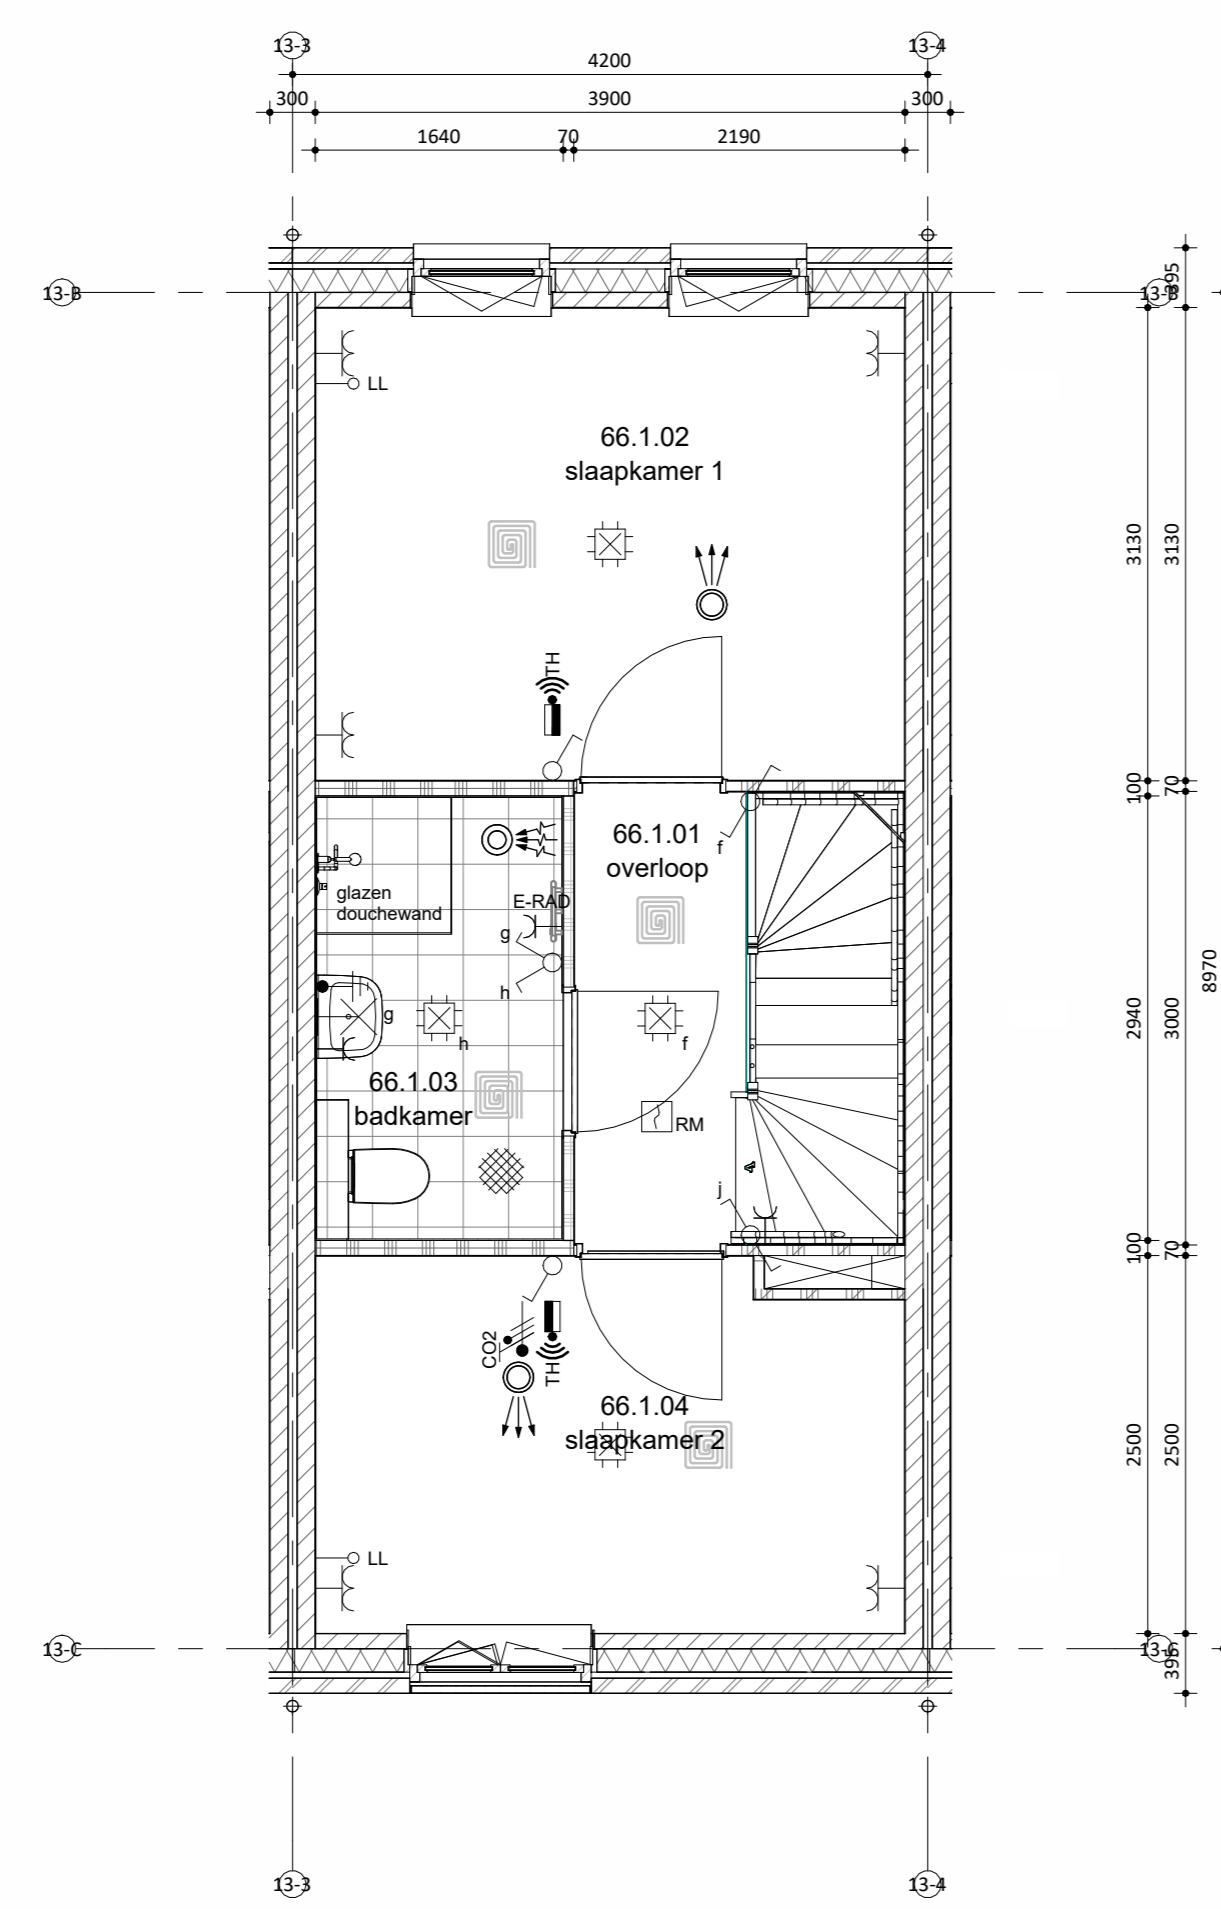 13-3
13-4
4200
300
3900
300
1640
70
2190
13-B
13-B
395
LL
66.1.02
slaapkamer 1
3130
3130
TH
100
70
66.1.01
overloop
f
glazen
douchewand
E-RAD
g
h
g
h
f
8970
2940
3000
66.1.03
badkamer
RM
A
j
100
70
CO2
TH
66.1.04
slaapkamer 2
2500
2500
LL
13-C
13-C
395
13-3
13-4